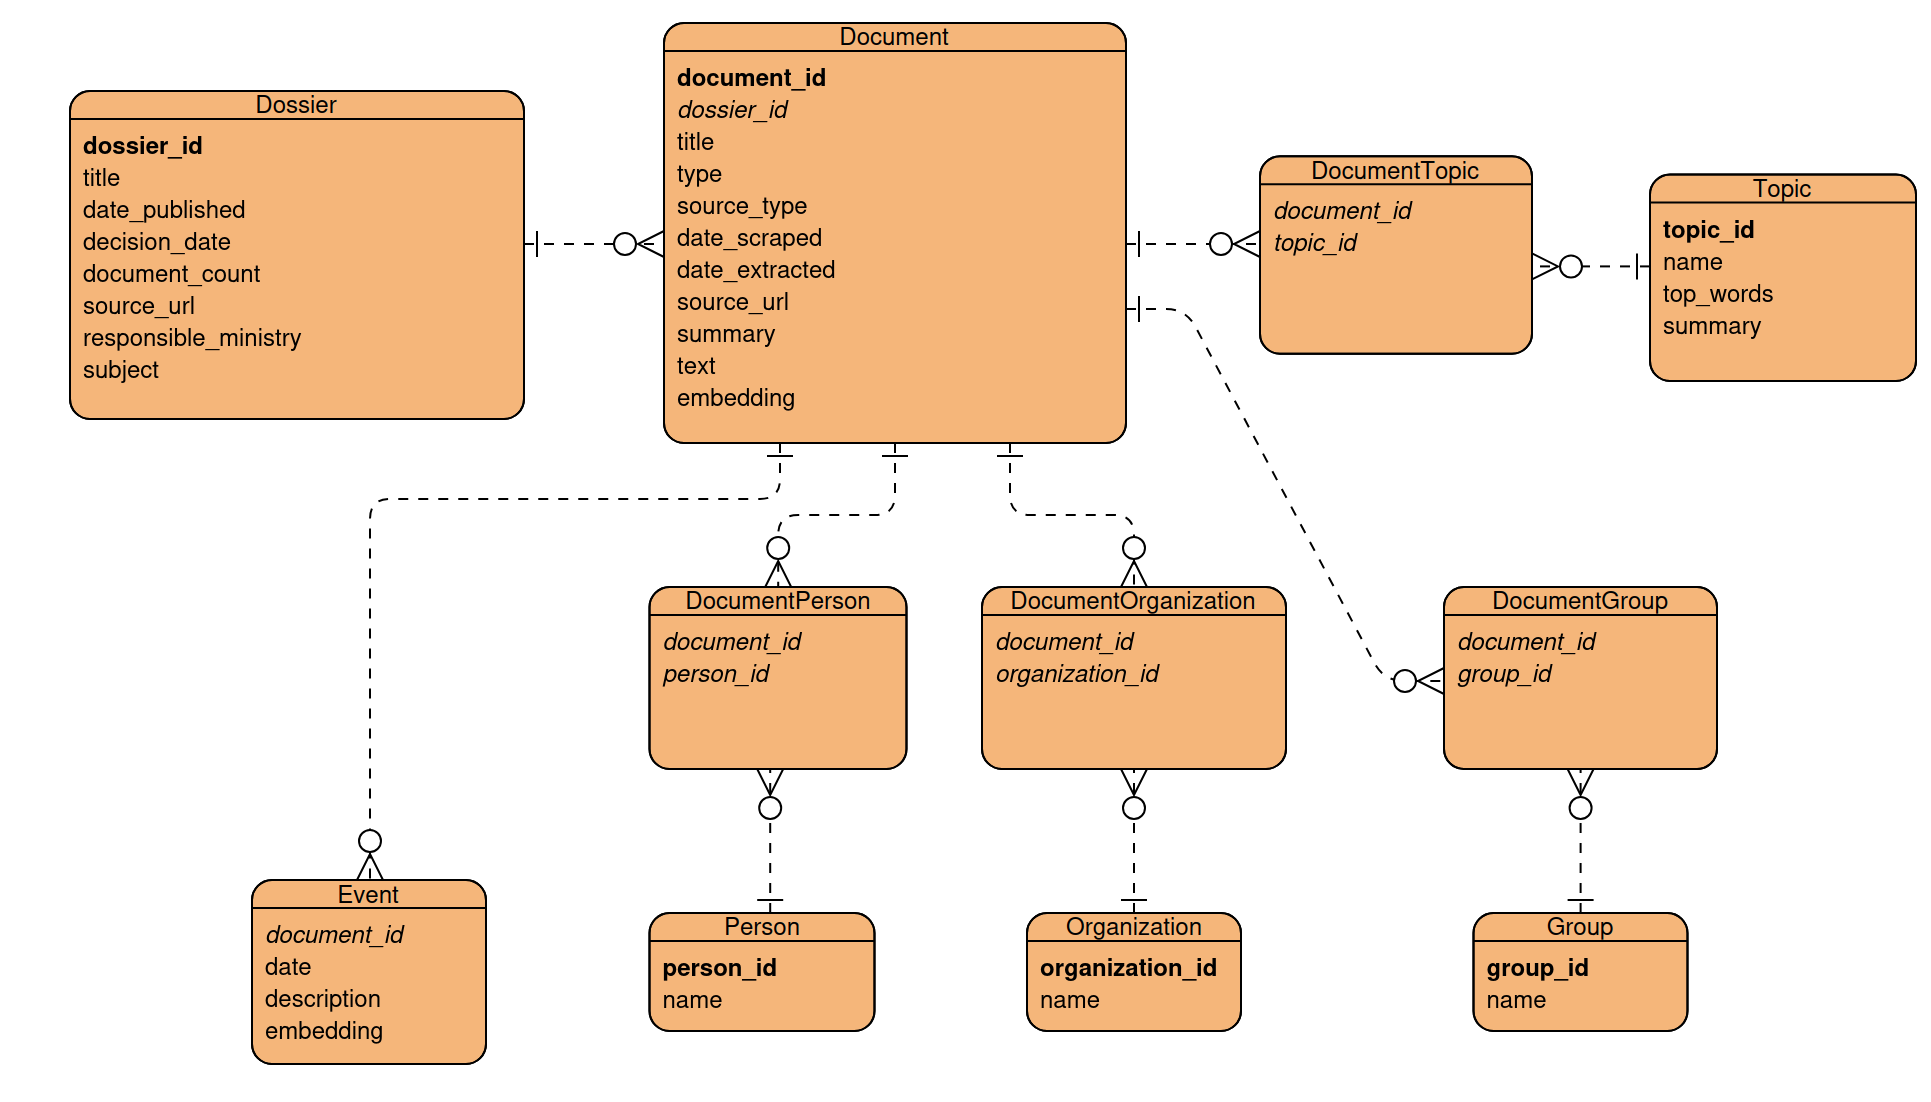 Dossier
dossier_id
title
date_published
decision_date
document_count
source_url
responsible_ministry
subject
Document
document_id
dossier_id
title
type
source_type
date_scraped
date_extracted
source_url
summary
text
embedding
DocumentTopic
document_id
topic_id
Topic
topic_id
name
top_words
summary
DocumentPerson
document_id
person_id
DocumentOrganization
document_id
organization_id
DocumentGroup
document_id
group_id
Event
document_id
date
description
embedding
Person
person_id
name
Organization
organization_id
name
Group
group_id
name